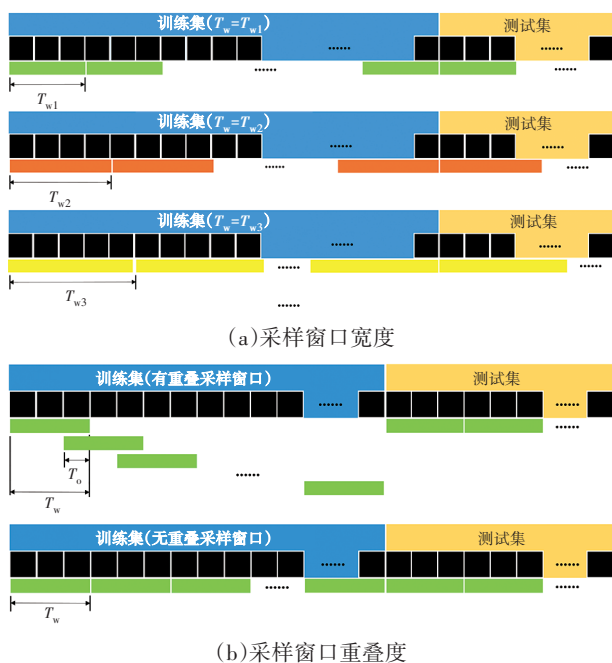 训练集(Tw=Tw1) 测试集
...... ......
...... ......
Tw1
训练集(Tw=Tw2) 测试集
...... ......
...... ......
Tw2
训练集(Tw=Tw3) 测试集
...... ......
...... ......
Tw3
......
(a)采样窗口宽度
训练集(有重叠采样窗口) 测试集
...... ......
......
To
......
Tw
训练集(无重叠采样窗口) 测试集
...... ......
...... ......
Tw
(b)采样窗口重叠度